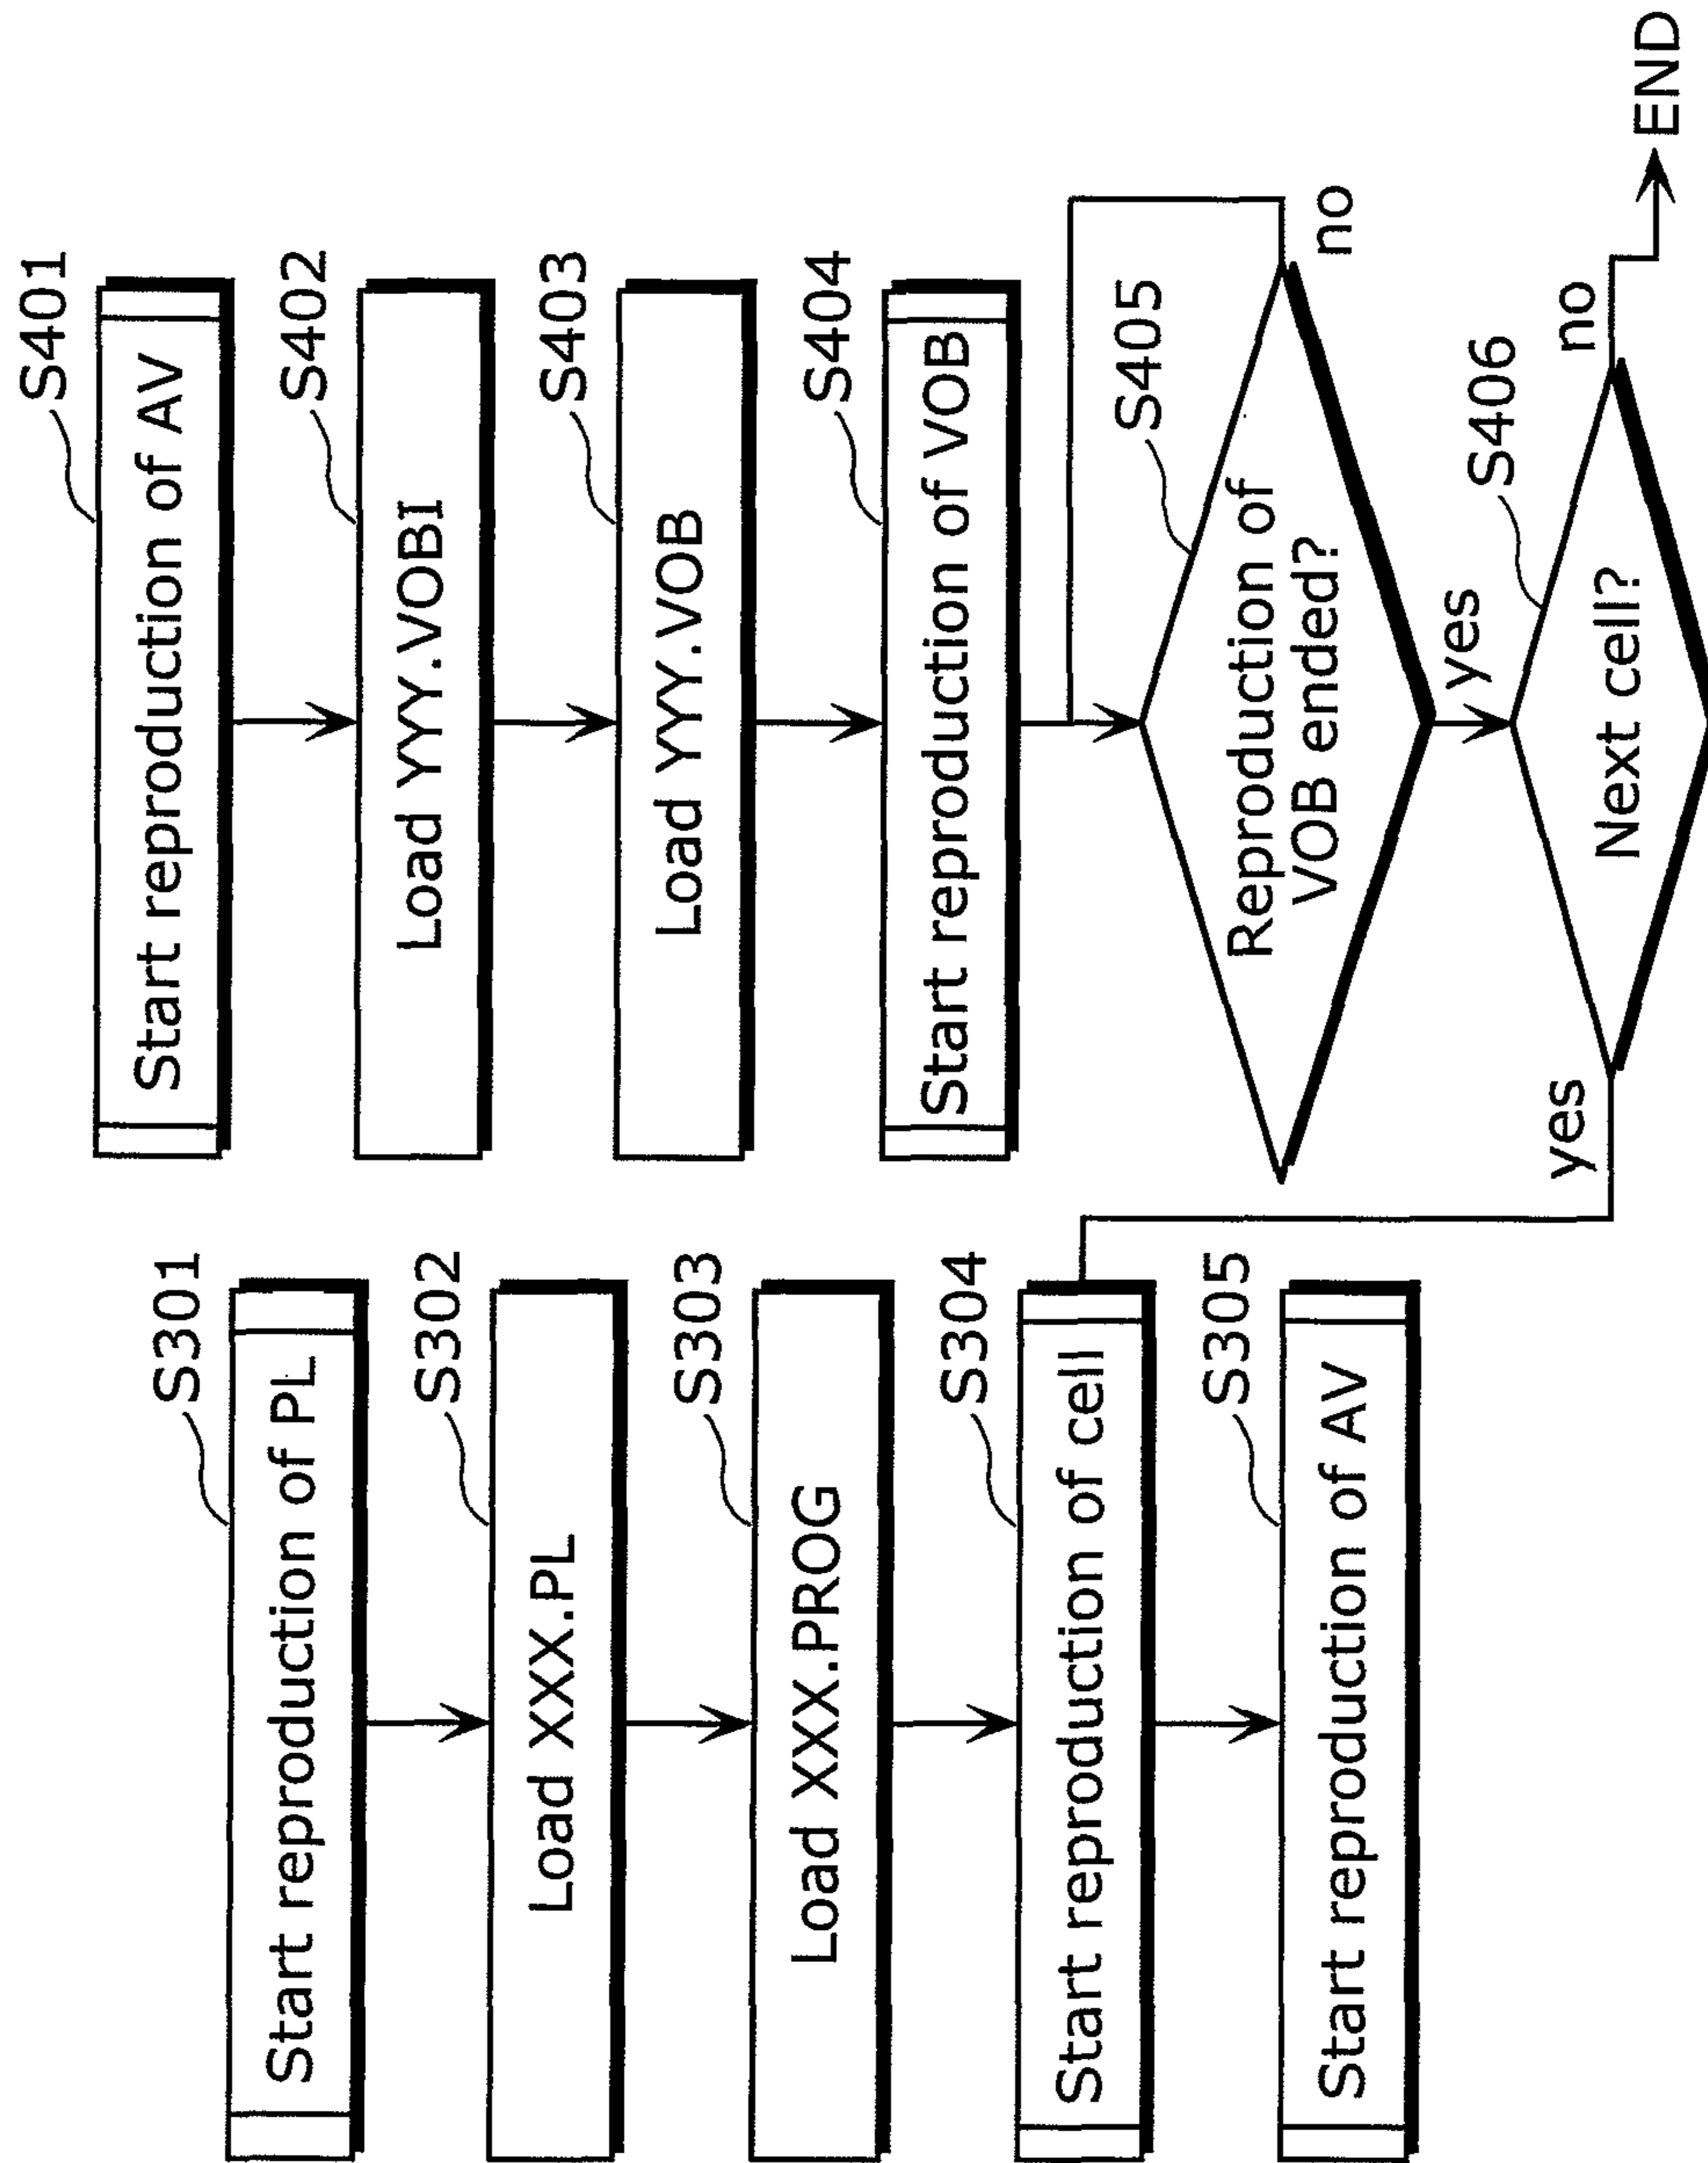 S301
Start reproduction of PL
S302
Load XXX.PL
S303
Load XXX.PROG
S304
Start reproduction of cell
S305
Start reproduction of AV
S401
Start reproduction of AV
S402
Load YYY.VOBI
S403
Load YYY.VOB
S404
Start reproduction of VOB
S405
Reproduction of
VOB ended?
no
yes
S406
Next cell?
yes
no
END